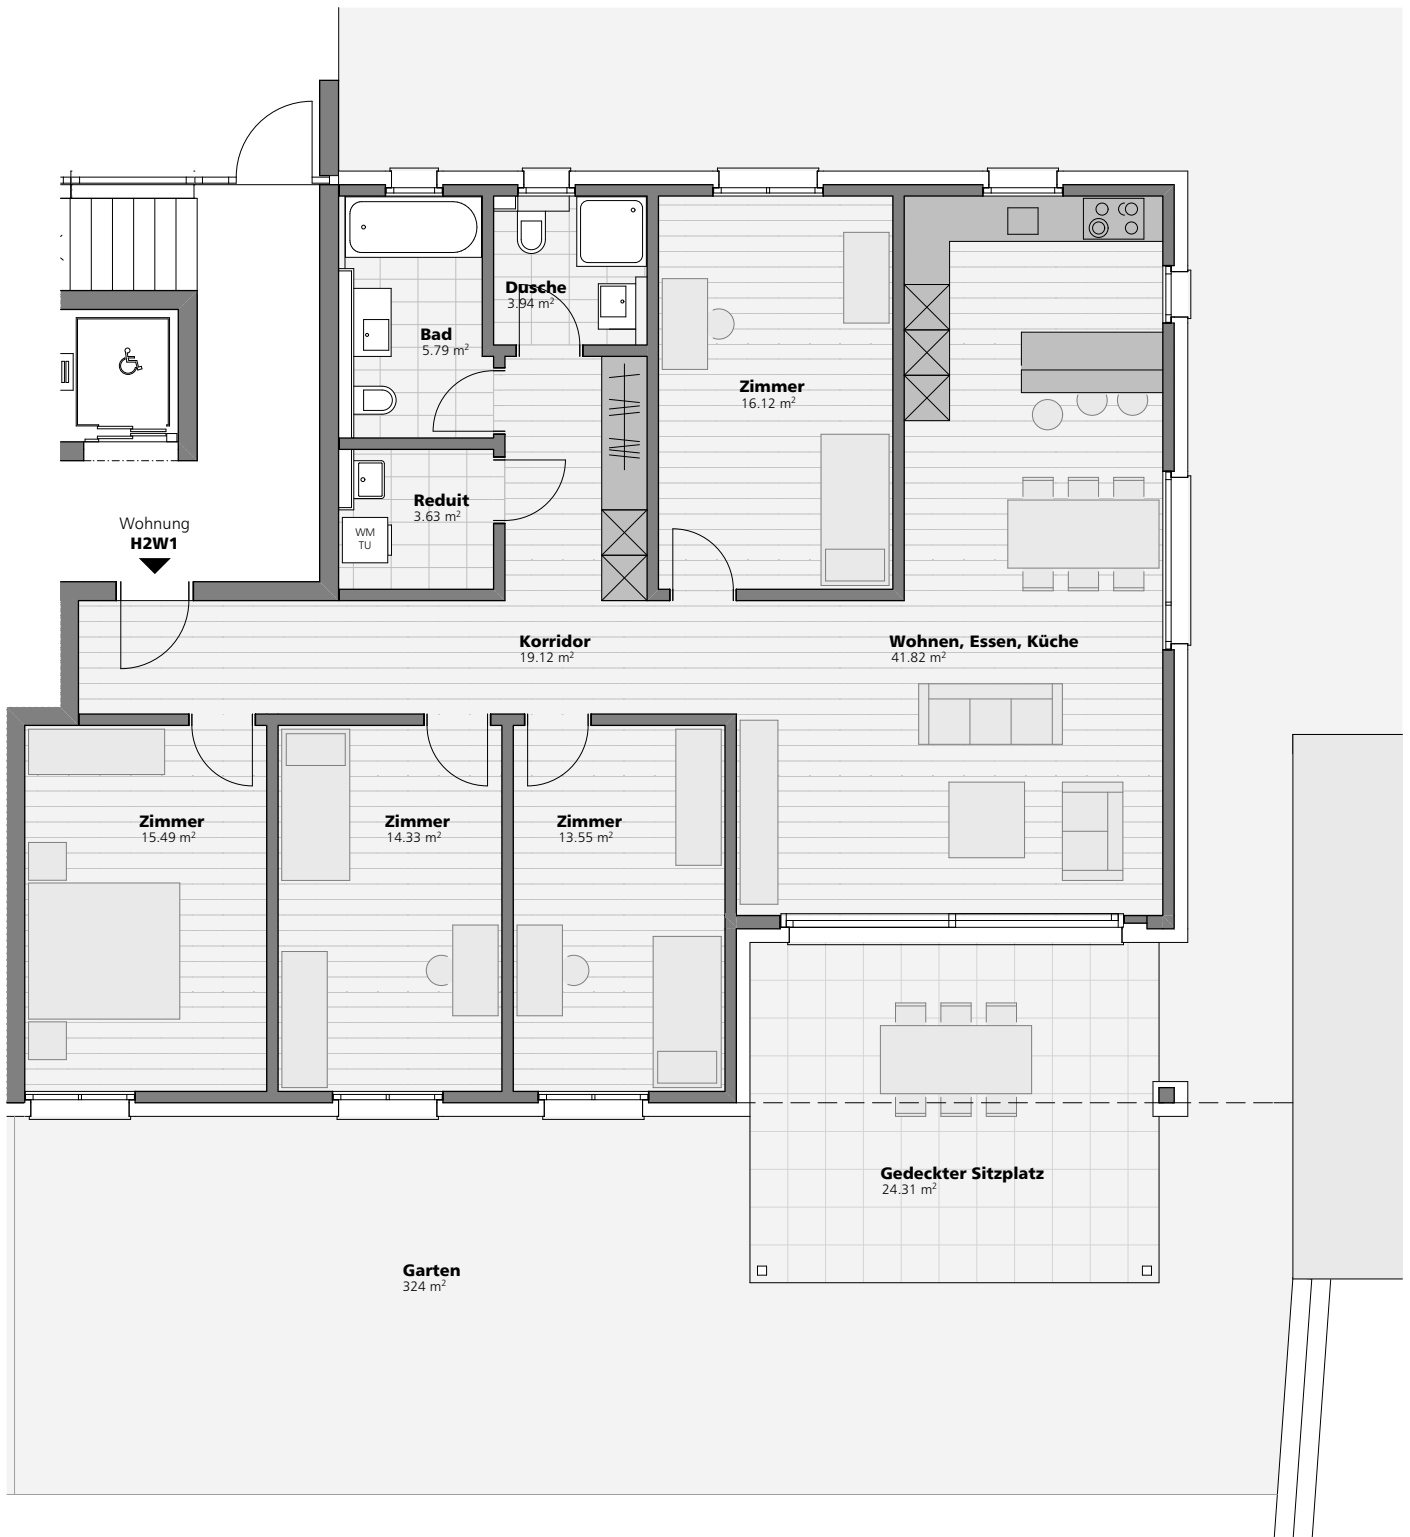 Dusche
3.94 m²
Bad
5.79 m²
Zimmer
16.12 m²
Reduit
3.63 m²
WM
TU
Wohnung
H2W1
Korridor
19.12 m²
Wohnen, Essen, Küche
41.82 m²
Zimmer
15.49 m²
Zimmer
14.33 m²
Zimmer
13.55 m²
Gedeckter Sitzplatz
24.31 m²
Garten
324 m²